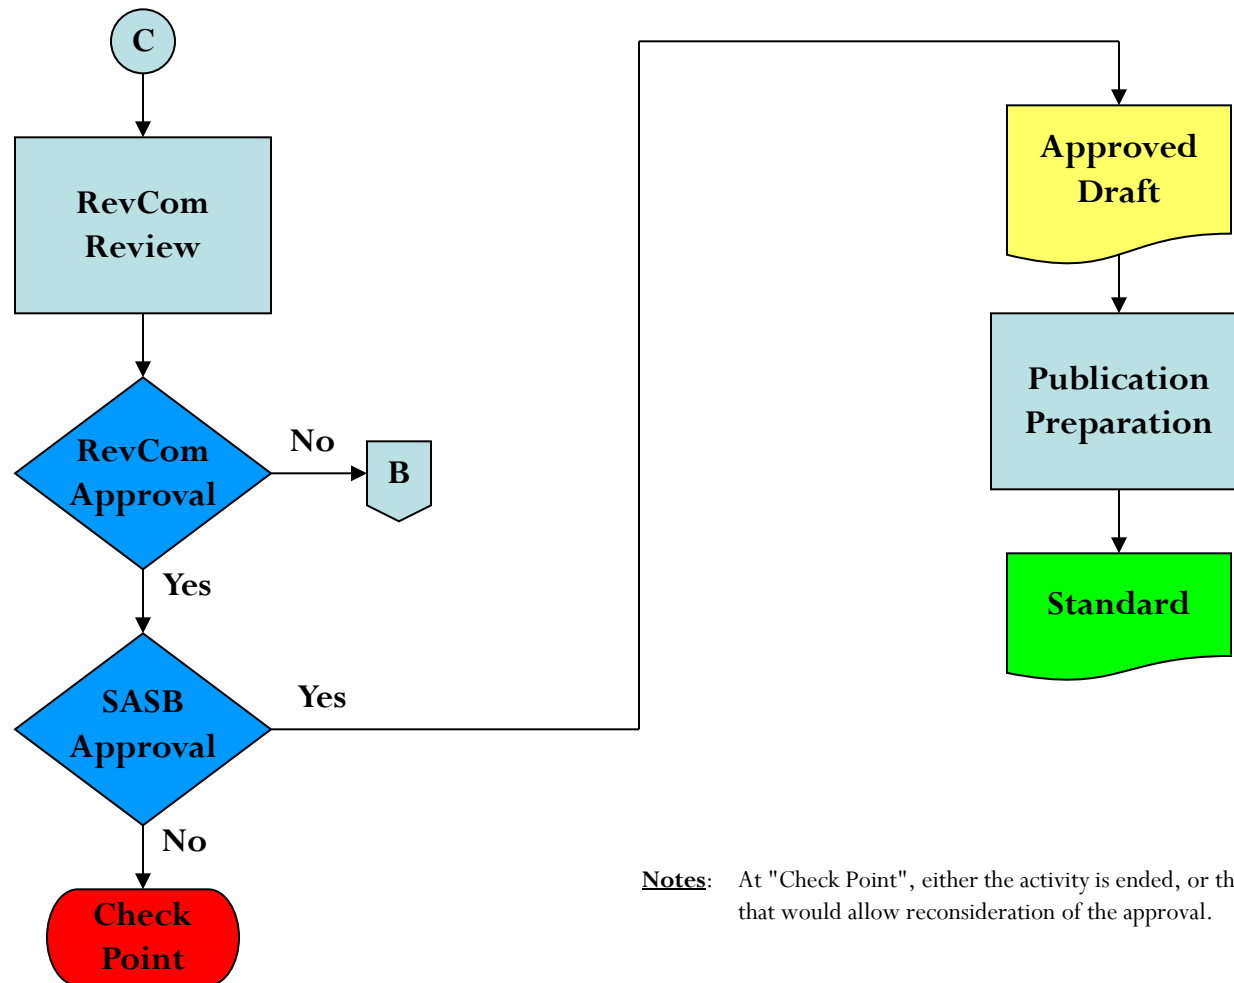 C
RevCom
Review
RevCom
Approval
No
B
Yes
SASB
Approval
Yes
No
Check
Point
Approved
Draft
Publication
Preparation
Standard
Notes: At "Check Point", either the activity is ended, or
that would allow reconsideration of the approval.